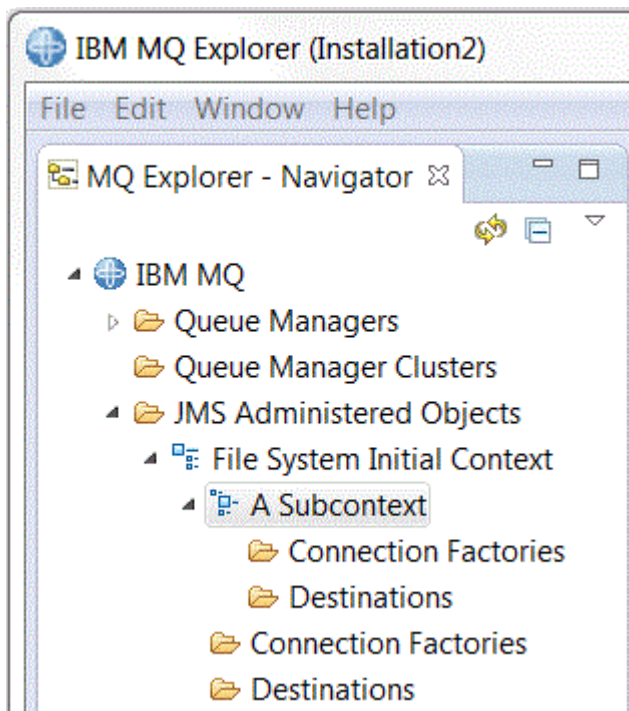 IBM MQ Explorer (Installation2)
File Edit Window Help
MQ Explorer - Navigator
IBM MQ
Queue Managers
Queue Manager Clusters
JMS Administered Objects
File System Initial Context
A Subcontext
Connection Factories
Destinations
Connection Factories
Destinations